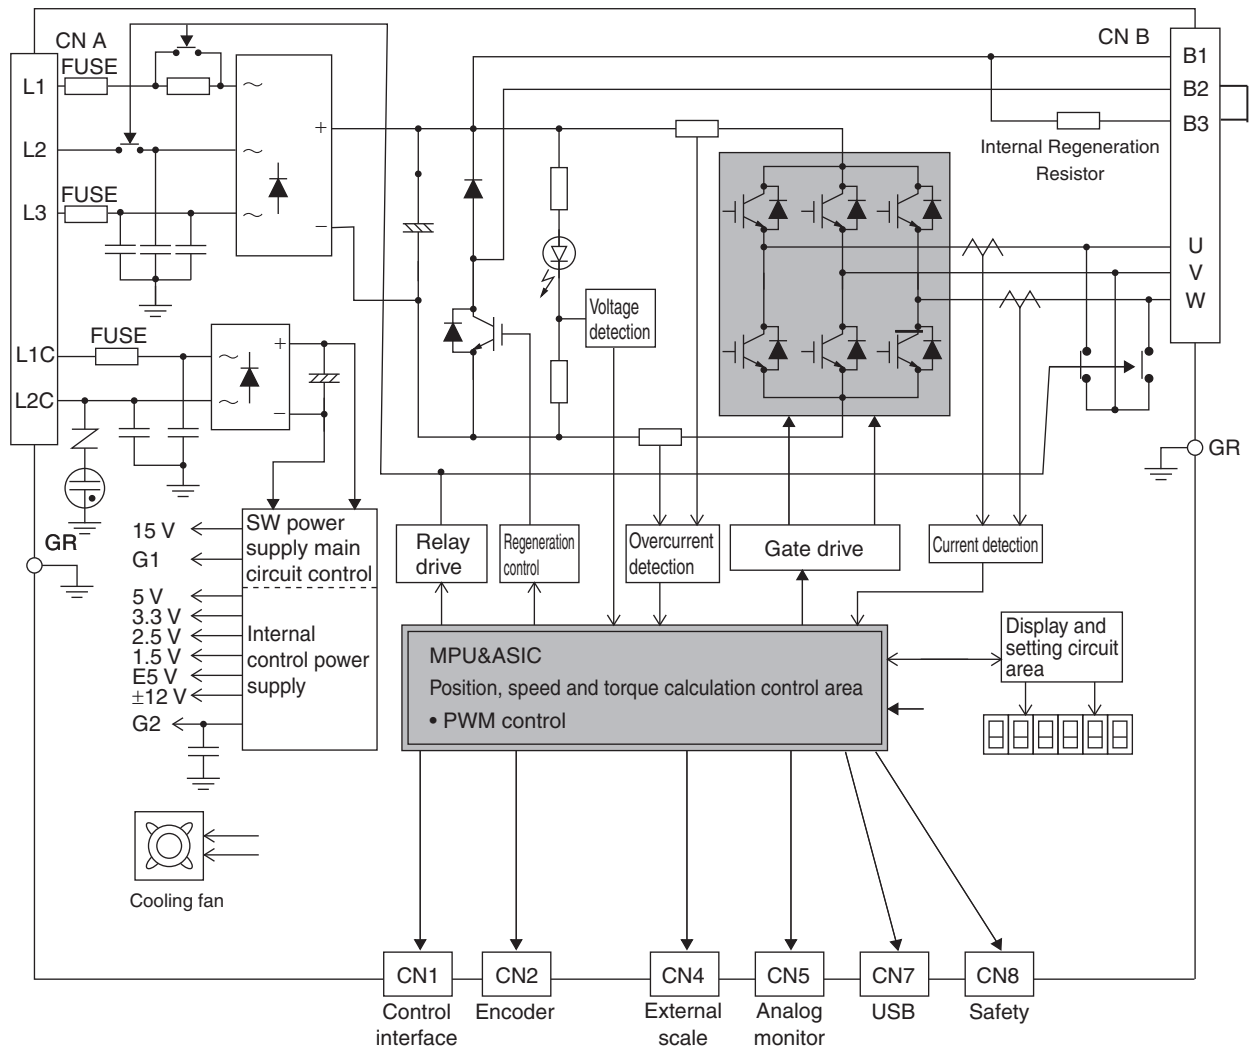 CN A
CN B
FUSE
L1
L2
FUSE
L3
FUSE
L1C
L2C
+
−
+
−
B1
B2
B3
Internal Regeneration
Resistor
U
V
W
GR
GR
Voltage
detection
15 V
G1
5 V
3.3 V
2.5 V
1.5 V
E5 V
±12 V
G2
SW power
supply main
circuit control
Internal
control power
supply
Relay
drive
Regeneration
control
Overcurrent
detection
Gate drive
Current detection
MPU&ASIC
Position, speed and torque calculation control area
• PWM control
Display and
setting circuit
area
Cooling fan
CN1
Control
interface
CN2
Encoder
CN4
External
scale
CN5
Analog
monitor
CN7
USB
CN8
Safety